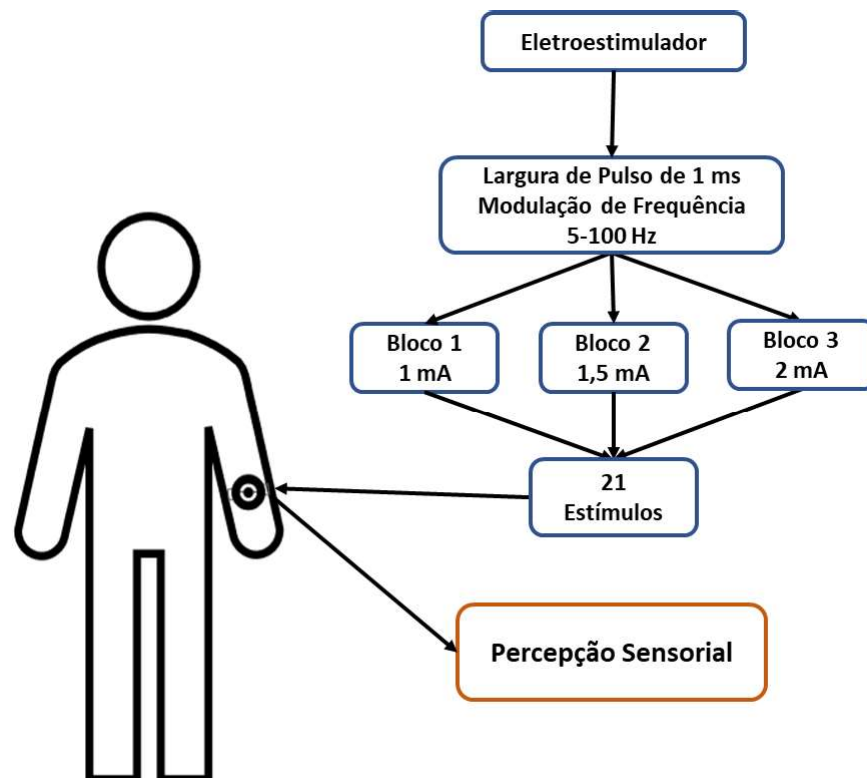 Eletroestimulador
Largura de Pulso de 1 ms
Modulação de Frequência
5-100 Hz
Bloco 1
1 mA
Bloco 2
1,5 mA
Bloco 3
2 mA
21
Estímulos
Percepção Sensorial